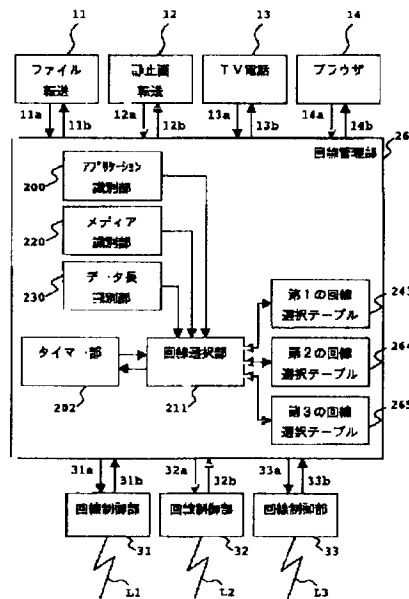 11
12
13
14
ファイル
転送
静止画
転送
TV電話
ブラウザ
11a
11b
12a
12b
13a
13b
14a
14b
26
回線管理部
200
アプリケーション
識別部
220
メディア
識別部
230
データ長
識別部
タイマ部
202
回線選択部
211
第1の回線
選択テーブル
243
第2の回線
選択テーブル
264
第3の回線
選択テーブル
265
31a
31b
32a
32b
33a
33b
回線制御部
回線制御部
回線制御部
31
32
33
L1
L2
L3